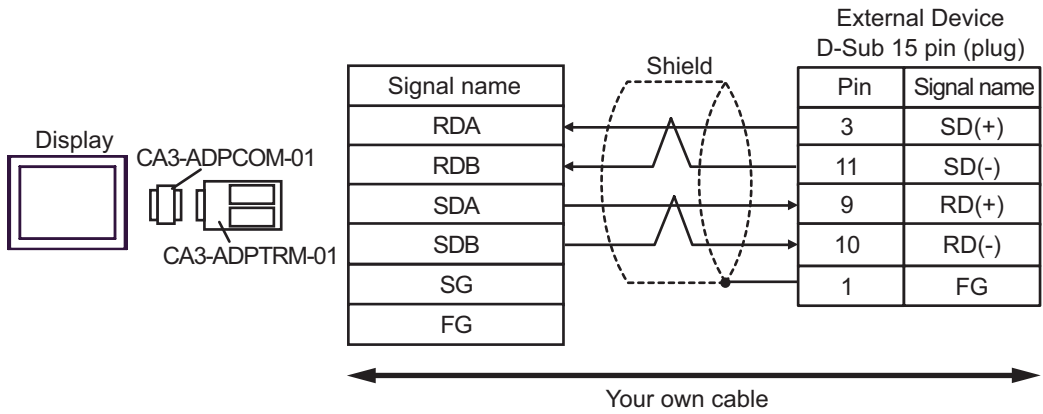 External Device
D-Sub 15 pin (plug)
Shield
Signal name
Pin Signal name
RDA
3 SD(+)
Display
CA3-ADPCOM-01
RDB
11 SD(-)
SDA
9 RD(+)
CA3-ADPTRM-01
SDB
10 RD(-)
SG
1 FG
FG
Your own cable